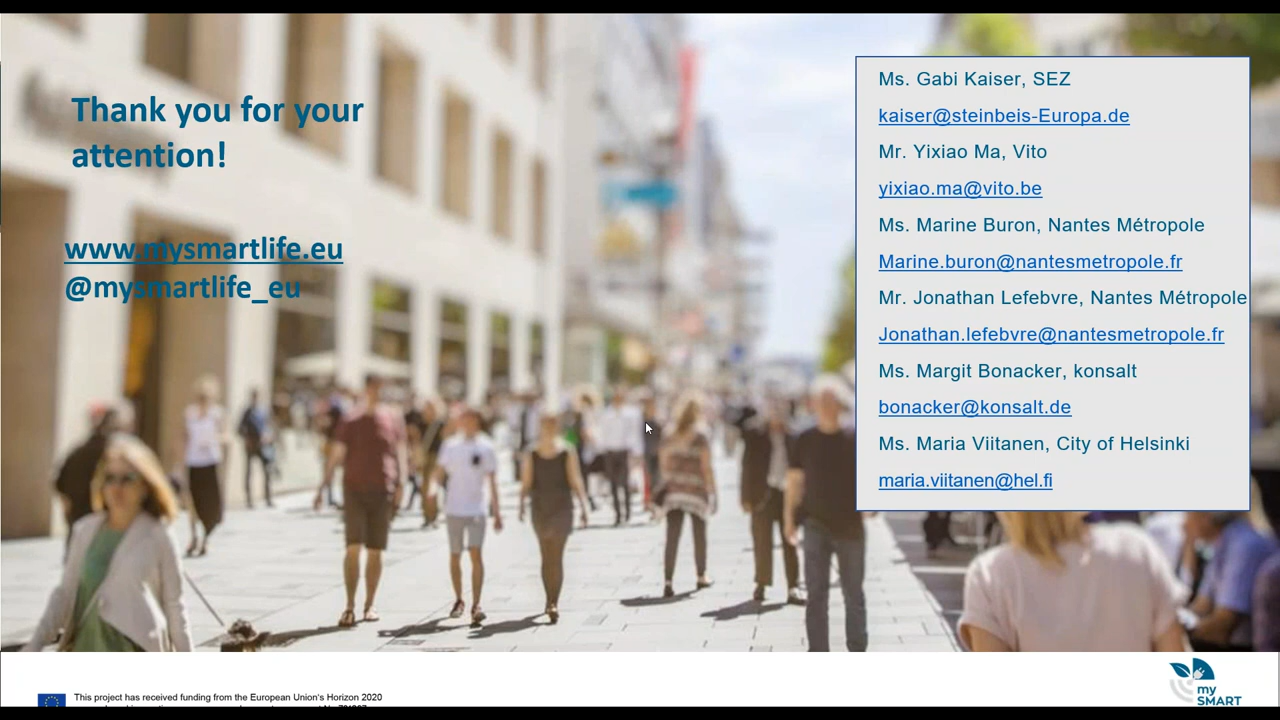 Thank you for your
attention!
www.mysmartlife.eu
@mysmartlife_eu
Ms. Gabi Kaiser, SEZ
kaiser@steinbeis-Europa.de
Mr. Yixiao Ma, Vito
yixiao.ma@vito.be
Ms. Marine Buron, Nantes Métropole
Marine.buron@nantesmetropole.fr
Mr. Jonathan Lefebvre, Nantes Métropole
Jonathan.lefebvre@nantesmetropole.fr
Ms. Margit Bonacker, konsalt
bonacker@konsalt.de
Ms. Maria Viitanen, City of Helsinki
maria.viitanen@hel.fi
This project has received funding from the European Union's Horizon 2020
my
SMART